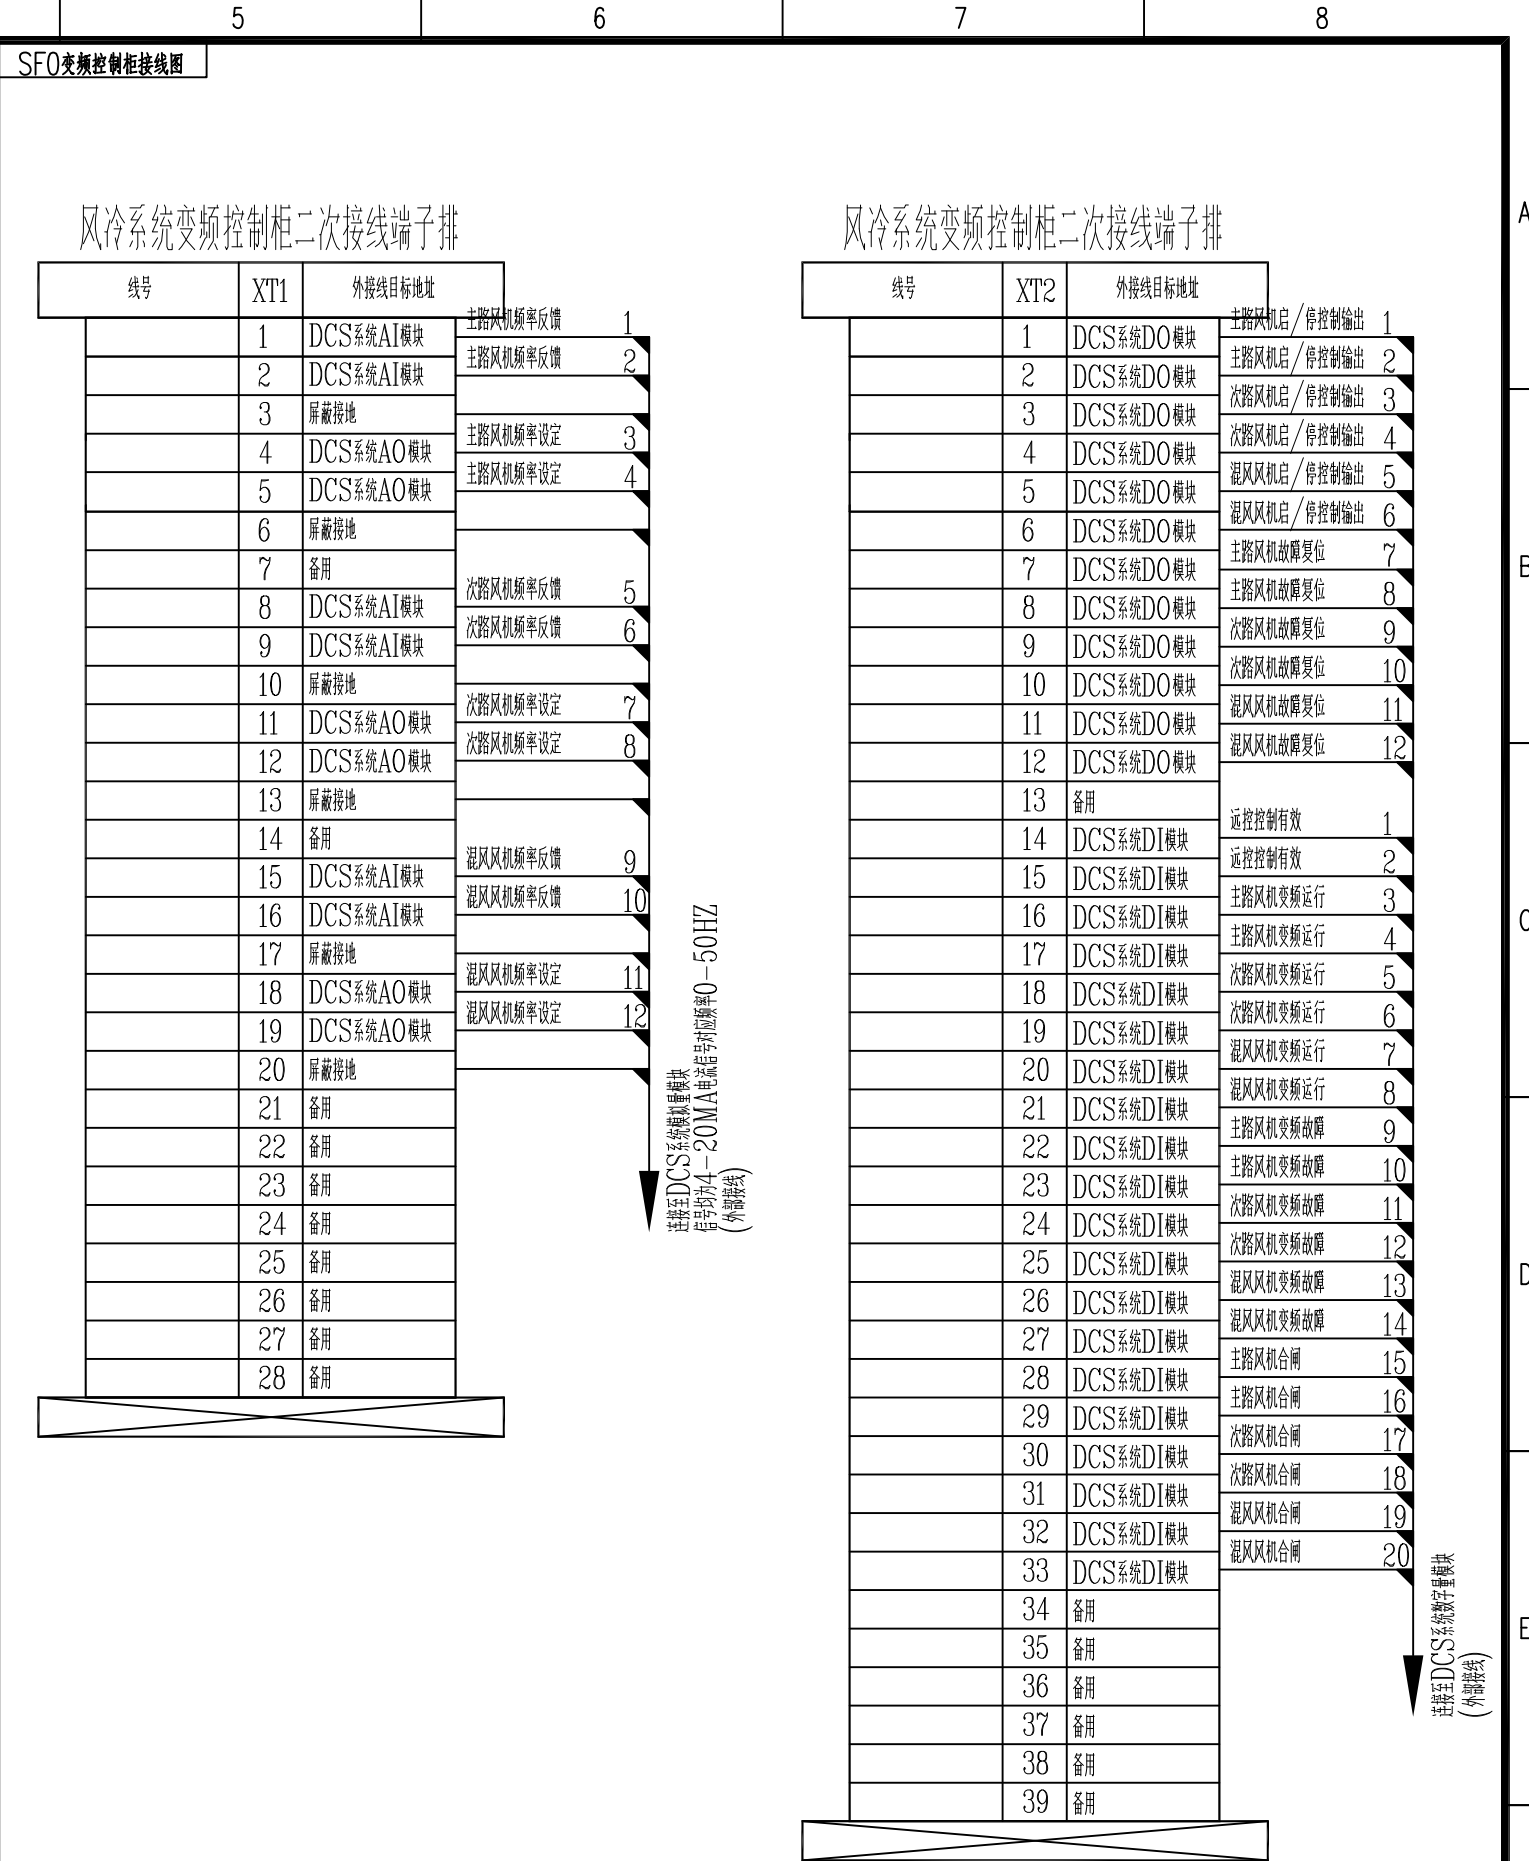 5 6 7 8
SFO变频控制柜接线图
A
B
C
D
E
风冷系统变频控制柜二次接线端子排
线号 XT1 外接线目标地址
1 DCS系统AI模块 主路风机频率反馈 1
2 DCS系统AI模块 主路风机频率反馈 2
3 屏蔽接地
4 DCS系统AO模块 主路风机频率设定 3
5 DCS系统AO模块 主路风机频率设定 4
6 屏蔽接地
7 备用
8 DCS系统AI模块 次路风机频率反馈 5
9 DCS系统AI模块 次路风机频率反馈 6
10 屏蔽接地
11 DCS系统AO模块 次路风机频率设定 7
12 DCS系统AO模块 次路风机频率设定 8
13 屏蔽接地
14 备用
15 DCS系统AI模块 混风风机频率反馈 9
16 DCS系统AI模块 混风风机频率反馈 10
17 屏蔽接地
18 DCS系统AO模块 混风风机频率设定 11
19 DCS系统AO模块 混风风机频率设定 12
20 屏蔽接地
21 备用
22 备用
23 备用
24 备用
25 备用
26 备用
27 备用
28 备用
连接至DCS系统模拟量模块
信号均为4-20MA电流信号对应频率0-50HZ
(外部接线)
风冷系统变频控制柜二次接线端子排
线号 XT2 外接线目标地址
1 DCS系统DO模块 主路风机启/停控制输出 1
2 DCS系统DO模块 主路风机启/停控制输出 2
3 DCS系统DO模块 次路风机启/停控制输出 3
4 DCS系统DO模块 次路风机启/停控制输出 4
5 DCS系统DO模块 混风风机启/停控制输出 5
6 DCS系统DO模块 混风风机启/停控制输出 6
7 DCS系统DO模块 主路风机故障复位 7
8 DCS系统DO模块 主路风机故障复位 8
9 DCS系统DO模块 次路风机故障复位 9
10 DCS系统DO模块 次路风机故障复位 10
11 DCS系统DO模块 混风风机故障复位 11
12 DCS系统DO模块 混风风机故障复位 12
13 备用
14 DCS系统DI模块 远控控制有效 1
15 DCS系统DI模块 远控控制有效 2
16 DCS系统DI模块 主路风机变频运行 3
17 DCS系统DI模块 主路风机变频运行 4
18 DCS系统DI模块 次路风机变频运行 5
19 DCS系统DI模块 次路风机变频运行 6
20 DCS系统DI模块 混风风机变频运行 7
21 DCS系统DI模块 混风风机变频运行 8
22 DCS系统DI模块 主路风机变频故障 9
23 DCS系统DI模块 主路风机变频故障 10
24 DCS系统DI模块 次路风机变频故障 11
25 DCS系统DI模块 次路风机变频故障 12
26 DCS系统DI模块 混风风机变频故障 13
27 DCS系统DI模块 混风风机变频故障 14
28 DCS系统DI模块 主路风机合闸 15
29 DCS系统DI模块 主路风机合闸 16
30 DCS系统DI模块 次路风机合闸 17
31 DCS系统DI模块 次路风机合闸 18
32 DCS系统DI模块 混风风机合闸 19
33 DCS系统DI模块 混风风机合闸 20
34 备用
35 备用
36 备用
37 备用
38 备用
39 备用
连接至DCS系统数字量模块
(外部接线)